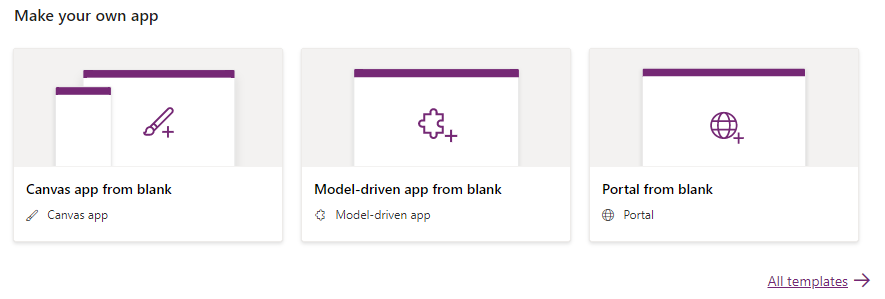 Make your own app
Canvas app from blank
Canvas app
Model-driven app from blank
Model-driven app
Portal from blank
Portal
All templates